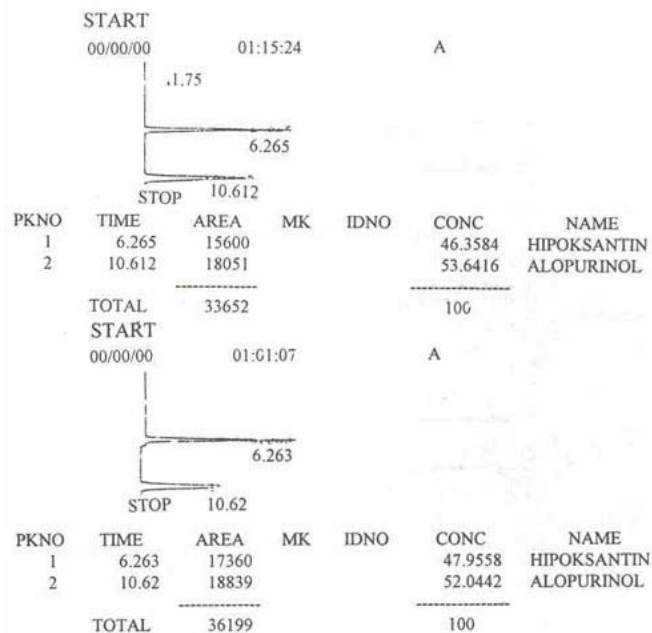 START
00/00/00 01:15:24 A
1.75
6.265
10.612
STOP
PKNO TIME AREA MK IDNO CONC NAME
1 6.265 15600 46.3584 HIPOKSANTIN
2 10.612 18051 53.6416 ALOPURINOL
TOTAL 33652 100
START
00/00/00 01:01:07 A
6.263
STOP 10.62
PKNO TIME AREA MK IDNO CONC NAME
1 6.263 17360 47.9558 HIPOKSANTIN
2 10.62 18839 52.0442 ALOPURINOL
TOTAL 36199 100